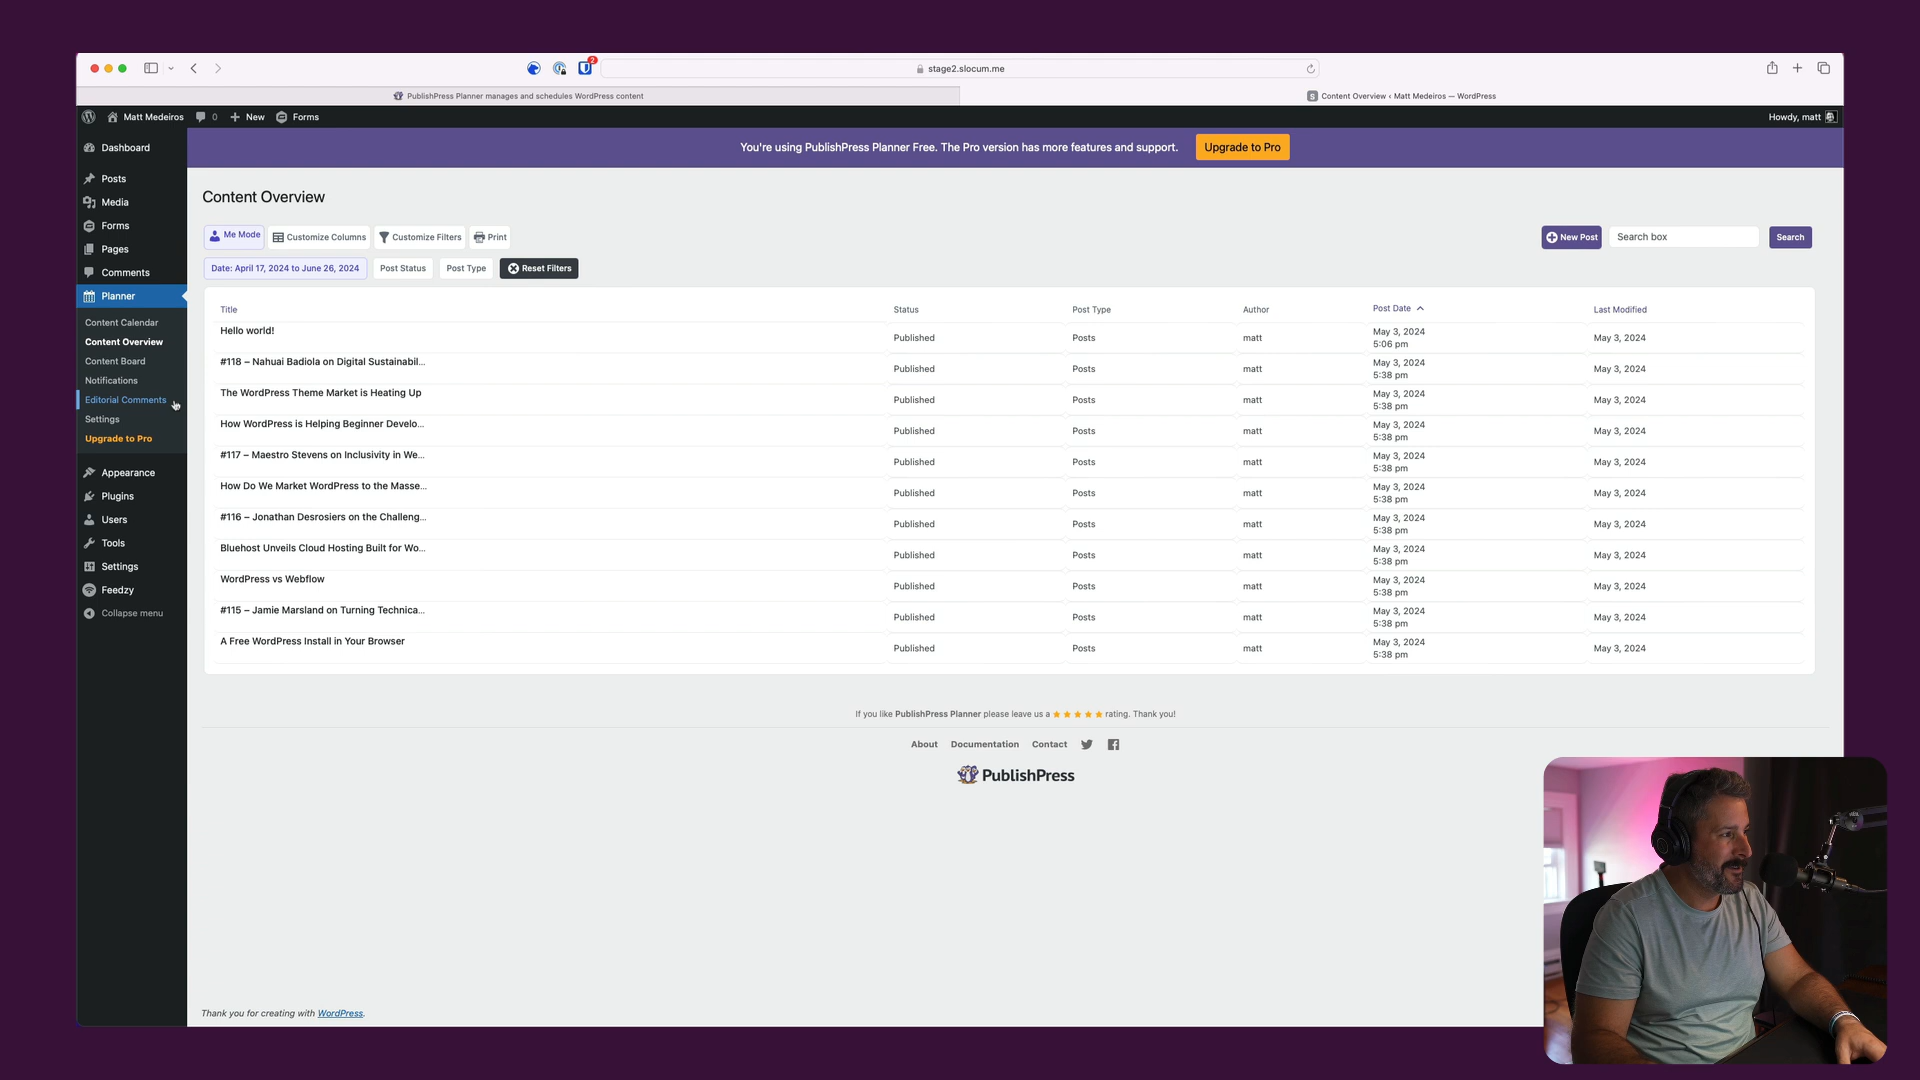 2
stage2.slocum.me
PublishPress Planner manages and schedules WordPress content
S Content Overview ‹ Matt Medeiros — WordPress
Matt Medeiros 0 New Forms Howdy, matt
Dashboard
Posts
Media
Forms
Pages
Comments
Planner
Content Calendar
Content Overview
Content Board
Notifications
Editorial Comments
Settings
Upgrade to Pro
Appearance
Plugins
Users
Tools
Settings
Feedzy
Collapse menu
You're using PublishPress Planner Free. The Pro version has more features and support. Upgrade to Pro
Content Overview
Me Mode Customize Columns Customize Filters Print New Post Search box Search
Date: April 17, 2024 to June 26, 2024 Post Status Post Type Reset Filters
Title Status Post Type Author Post Date Last Modified
Hello world! Published Posts matt May 3, 2024 5:06 pm May 3, 2024
#118 – Nahuai Badiola on Digital Sustainabil... Published Posts matt May 3, 2024 5:38 pm May 3, 2024
The WordPress Theme Market is Heating Up Published Posts matt May 3, 2024 5:38 pm May 3, 2024
How WordPress is Helping Beginner Develo... Published Posts matt May 3, 2024 5:38 pm May 3, 2024
#117 – Maestro Stevens on Inclusivity in We... Published Posts matt May 3, 2024 5:38 pm May 3, 2024
How Do We Market WordPress to the Masse... Published Posts matt May 3, 2024 5:38 pm May 3, 2024
#116 – Jonathan Desrosiers on the Challeng... Published Posts matt May 3, 2024 5:38 pm May 3, 2024
Bluehost Unveils Cloud Hosting Built for Wo... Published Posts matt May 3, 2024 5:38 pm May 3, 2024
WordPress vs Webflow Published Posts matt May 3, 2024 5:38 pm May 3, 2024
#115 – Jamie Marsland on Turning Technica... Published Posts matt May 3, 2024 5:38 pm May 3, 2024
A Free WordPress Install in Your Browser Published Posts matt May 3, 2024 5:38 pm May 3, 2024
If you like PublishPress Planner please leave us a ★★★★★ rating. Thank you!
About Documentation Contact
PublishPress
Thank you for creating with WordPress.